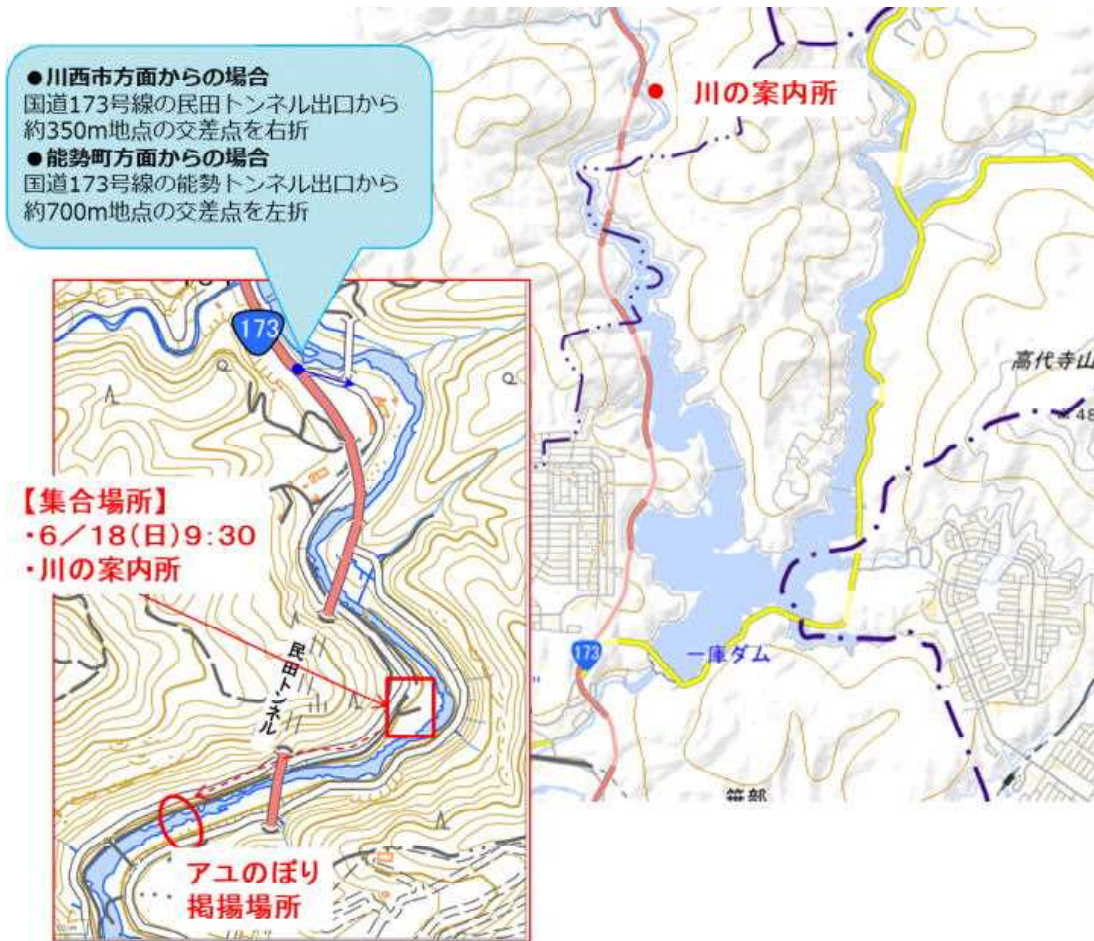 ●川西市方面からの場合
国道173号線の民田トンネル出口から
約350m地点の交差点を右折
●能勢町方面からの場合
国道173号線の能勢トンネル出口から
約700m地点の交差点を左折
川の案内所
173
【集合場所】
・6/18(日)9:30
・川の案内所
民田トンネル
アユのぼり
掲揚場所
高代寺山
48
173
一庫ダム
笹部